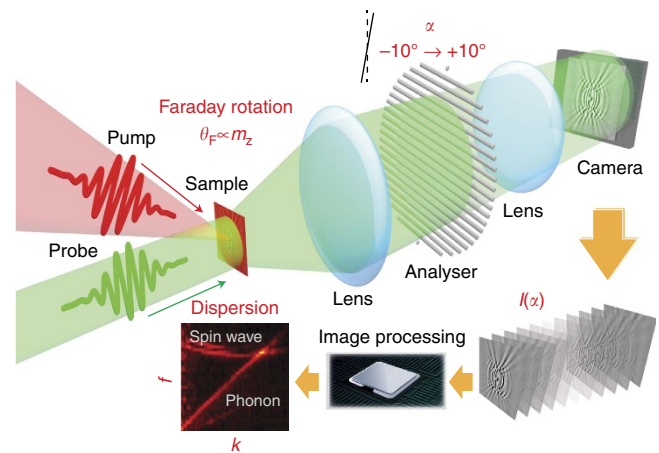 α
−10° → +10°
Faraday rotation
θF∝mz
Pump
Sample
Camera
Lens
Probe
Analyser
Lens
Dispersion
I(α)
Spin wave
Image processing
f
Phonon
k